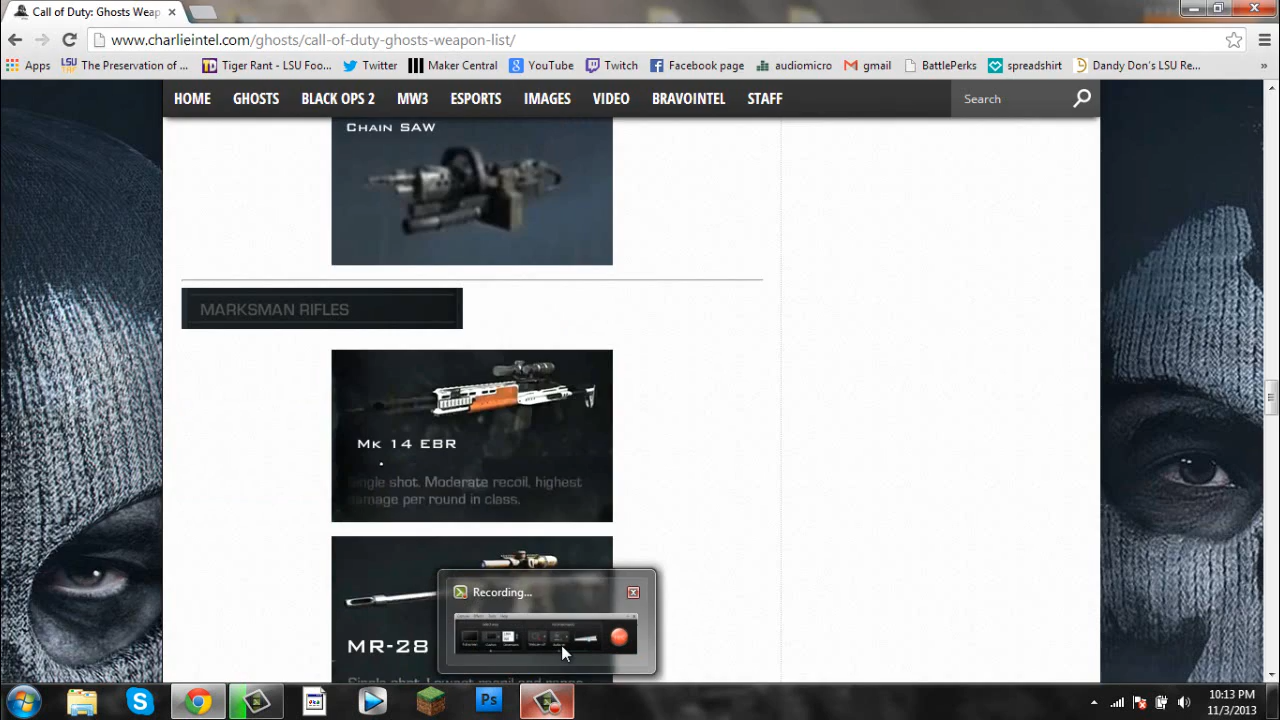 Call of Duty: Ghosts Weap
www.charlieintel.com/ghosts/call-of-duty-ghosts-weapon-list/
Apps The Preservation of ... Tiger Rant - LSU Foo... Twitter Maker Central YouTube Twitch Facebook page audiomicro gmail BattlePerks spreadshirt Dandy Don's LSU Re... »
HOME GHOSTS BLACK OPS 2 MW3 ESPORTS IMAGES VIDEO BRAVOINTEL STAFF Search
CHAIN SAW
MARKSMAN RIFLES
MK 14 EBR
Single shot. Moderate recoil, highest
damage per round in class.
Recording...
MR-28
10:13 PM
11/3/2013